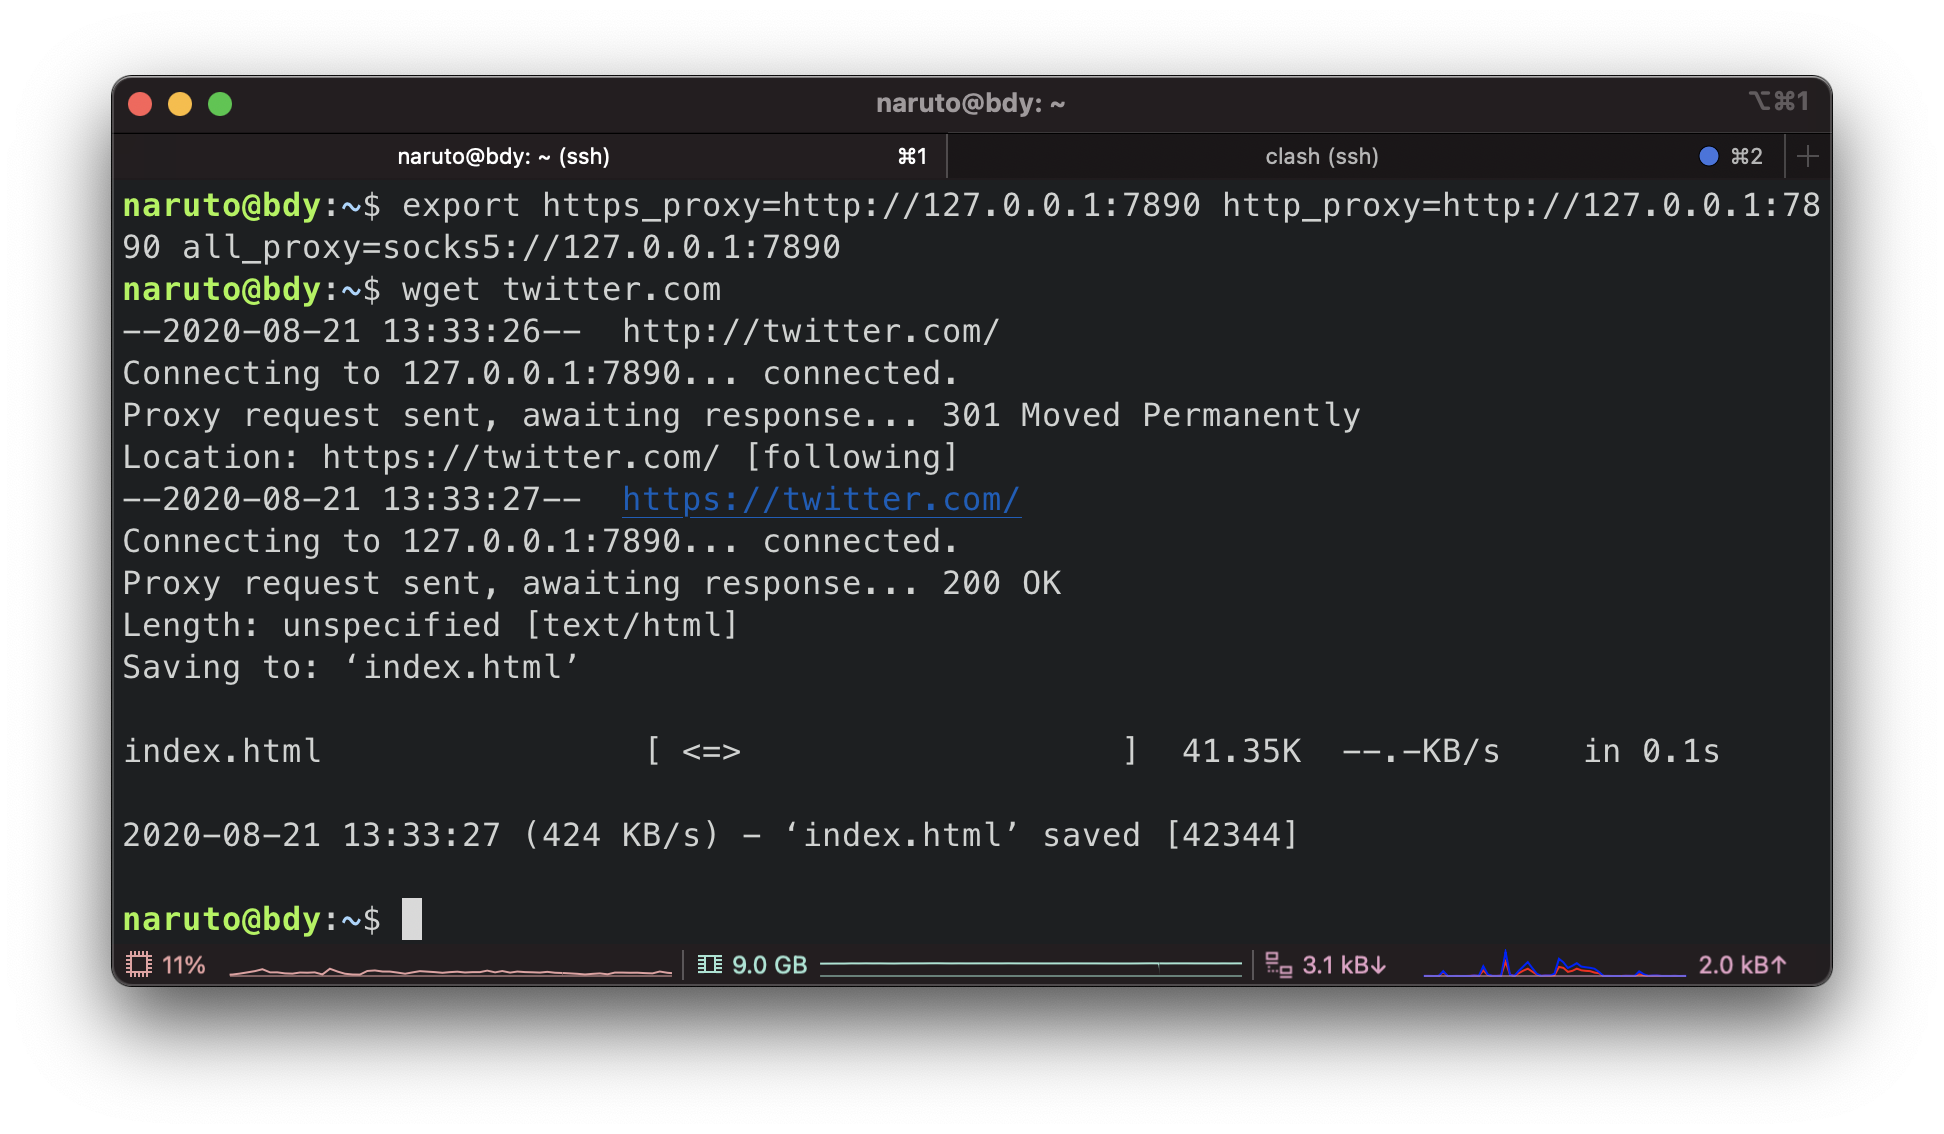 naruto@bdy: ~
⌥⌘1
naruto@bdy: ~ (ssh) ⌘1 clash (ssh) ⌘2
naruto@bdy:~$ export https_proxy=http://127.0.0.1:7890 http_proxy=http://127.0.0.1:78
90 all_proxy=socks5://127.0.0.1:7890
naruto@bdy:~$ wget twitter.com
--2020-08-21 13:33:26--  http://twitter.com/
Connecting to 127.0.0.1:7890... connected.
Proxy request sent, awaiting response... 301 Moved Permanently
Location: https://twitter.com/ [following]
--2020-08-21 13:33:27--  https://twitter.com/
Connecting to 127.0.0.1:7890... connected.
Proxy request sent, awaiting response... 200 OK
Length: unspecified [text/html]
Saving to: ‘index.html’
index.html                [ <=>                   ]  41.35K  --.-KB/s    in 0.1s
2020-08-21 13:33:27 (424 KB/s) - ‘index.html’ saved [42344]
naruto@bdy:~$
11% 9.0 GB 3.1 kB↓ 2.0 kB↑